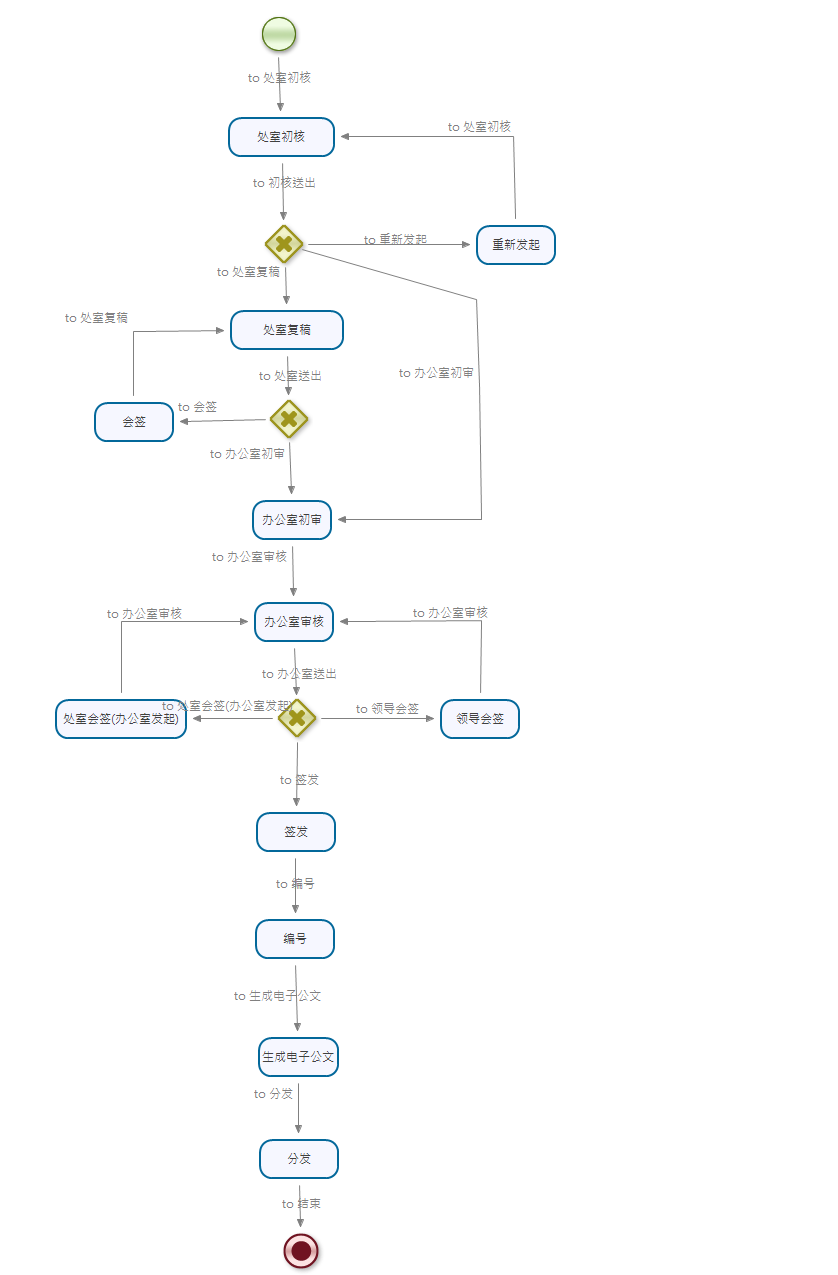 to 处室初核
处室初核
to 处室初核
to 初核送出
to 重新发起
重新发起
to 处室复稿
处室复稿
to 处室复稿
to 处室送出
to 办公室初审
会签
to 会签
to 办公室初审
办公室初审
to 办公室审核
办公室审核
to 办公室审核
to 办公室审核
to 办公室送出
处室会签(办公室发起)
to 处室会签(办公室发起)
to 领导会签
领导会签
to 签发
签发
to 编号
编号
to 生成电子公文
生成电子公文
to 分发
分发
to 结束